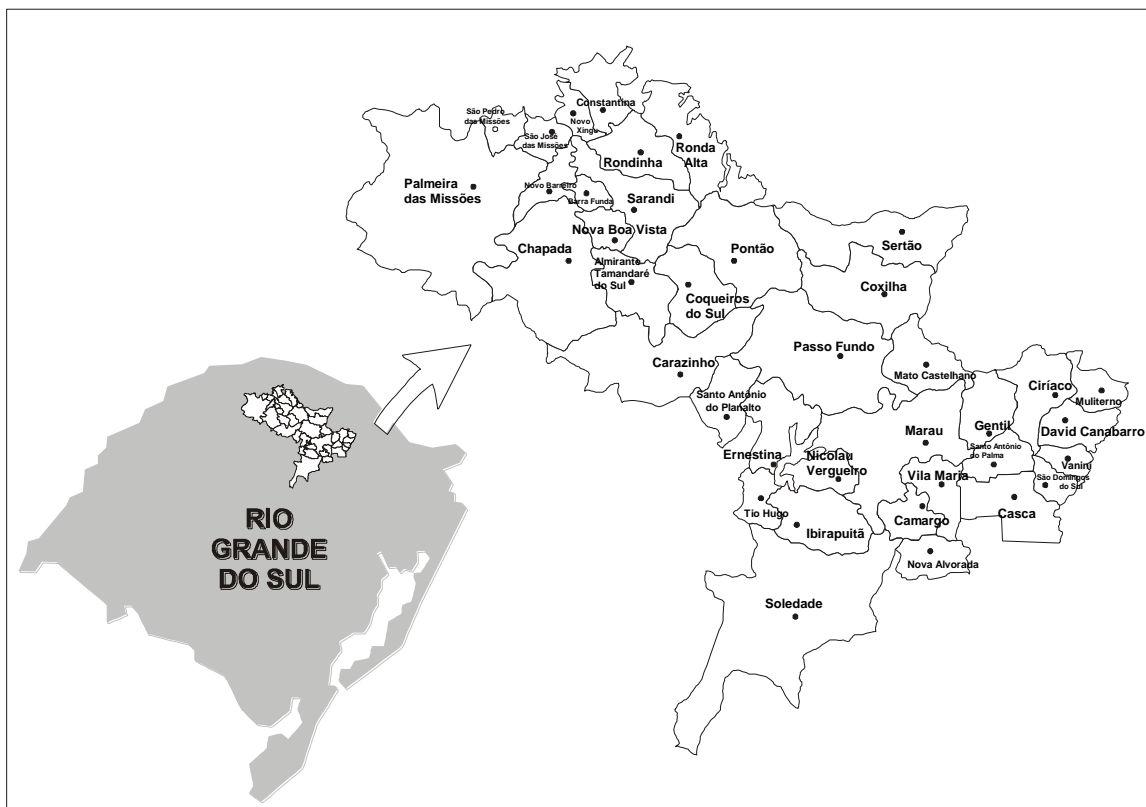 Constantina
São Pedro
das Missões
Novo
Xingu
São José
das Missões
Ronda
Alta
Rondinha
Palmeira
das Missões
Novo Barreiro
Barra Funda
Sarandi
Nova Boa Vista
Chapada
Pontão
Sertão
Almirante
Tamandaré
do Sul
Coqueiros
do Sul
Coxilha
Passo Fundo
Carazinho
Mato Castelhano
Ciríaco
Muliterno
Santo Antônio
do Planalto
Marau
Gentil
David Canabarro
Santo Antônio
do Palma
Ernestina
Nicolau
Vergueiro
Vanini
Vila Maria
São Domingos
do Sul
Tio Hugo
Camargo
Casca
Ibirapuitã
Nova Alvorada
Soledade
RIO
GRANDE
DO SUL